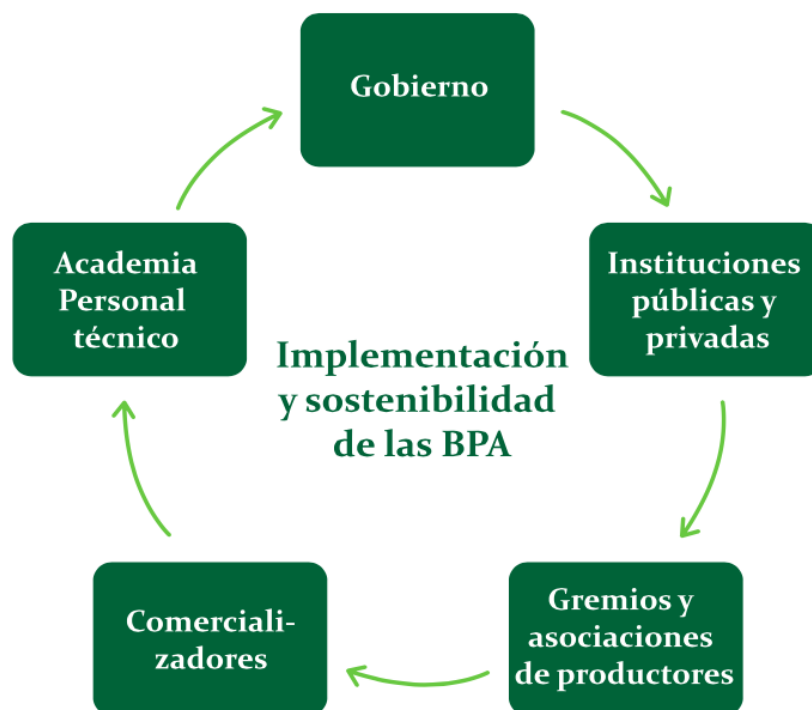 Gobierno
Instituciones
públicas y
privadas
Gremios y
asociaciones
de productores
Comerciali-
zadores
Academia
Personal
técnico
Implementación
y sostenibilidad
de las BPA